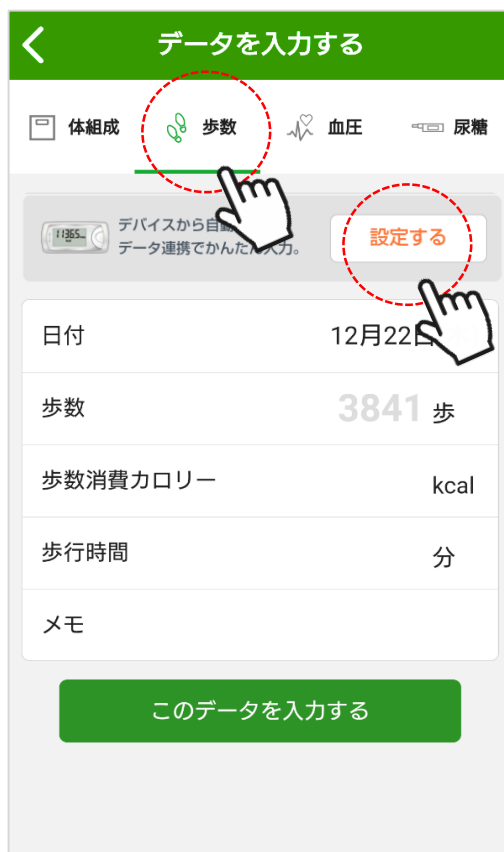 データを入力する
体組成
歩数
血圧
尿糖
デバイスから自動
データ連携でかんたん入力。
設定する
日付
12月22日
歩数
3841 歩
歩数消費カロリー
kcal
歩行時間
分
メモ
このデータを入力する